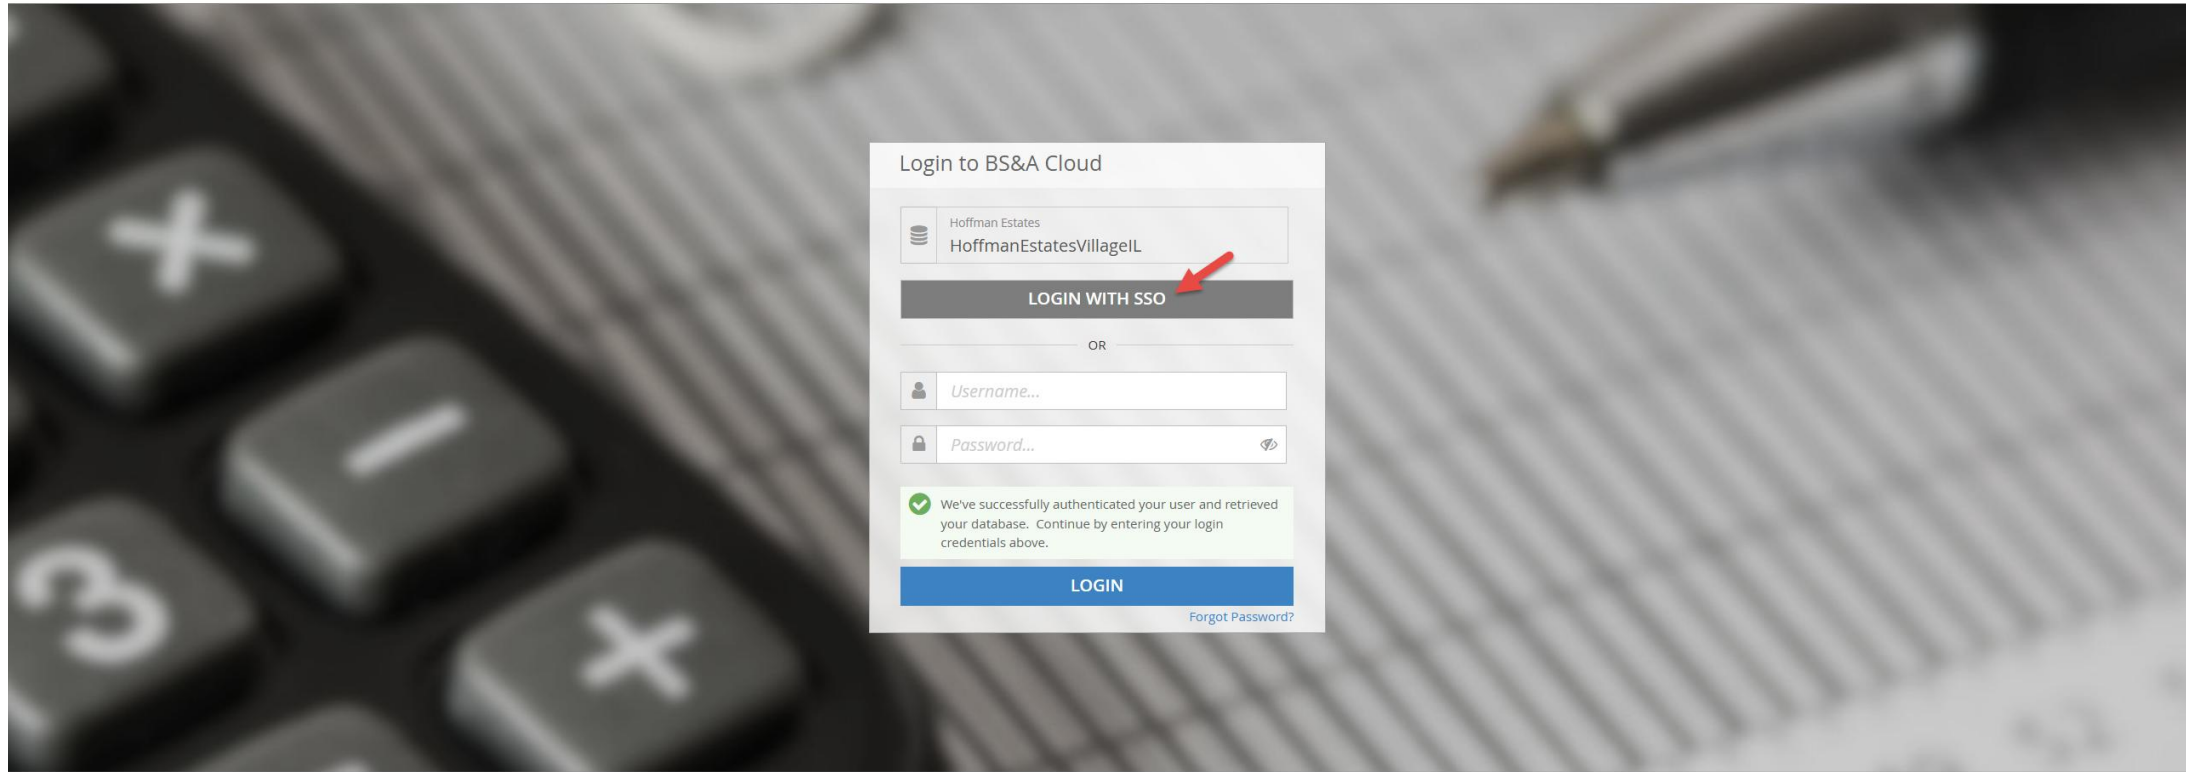 Login to BS&A Cloud
Hoffman Estates
HoffmanEstatesVillageIL
LOGIN WITH SSO
OR
Username...
Password...
We've successfully authenticated your user and retrieved
your database.  Continue by entering your login
credentials above.
LOGIN
Forgot Password?
3